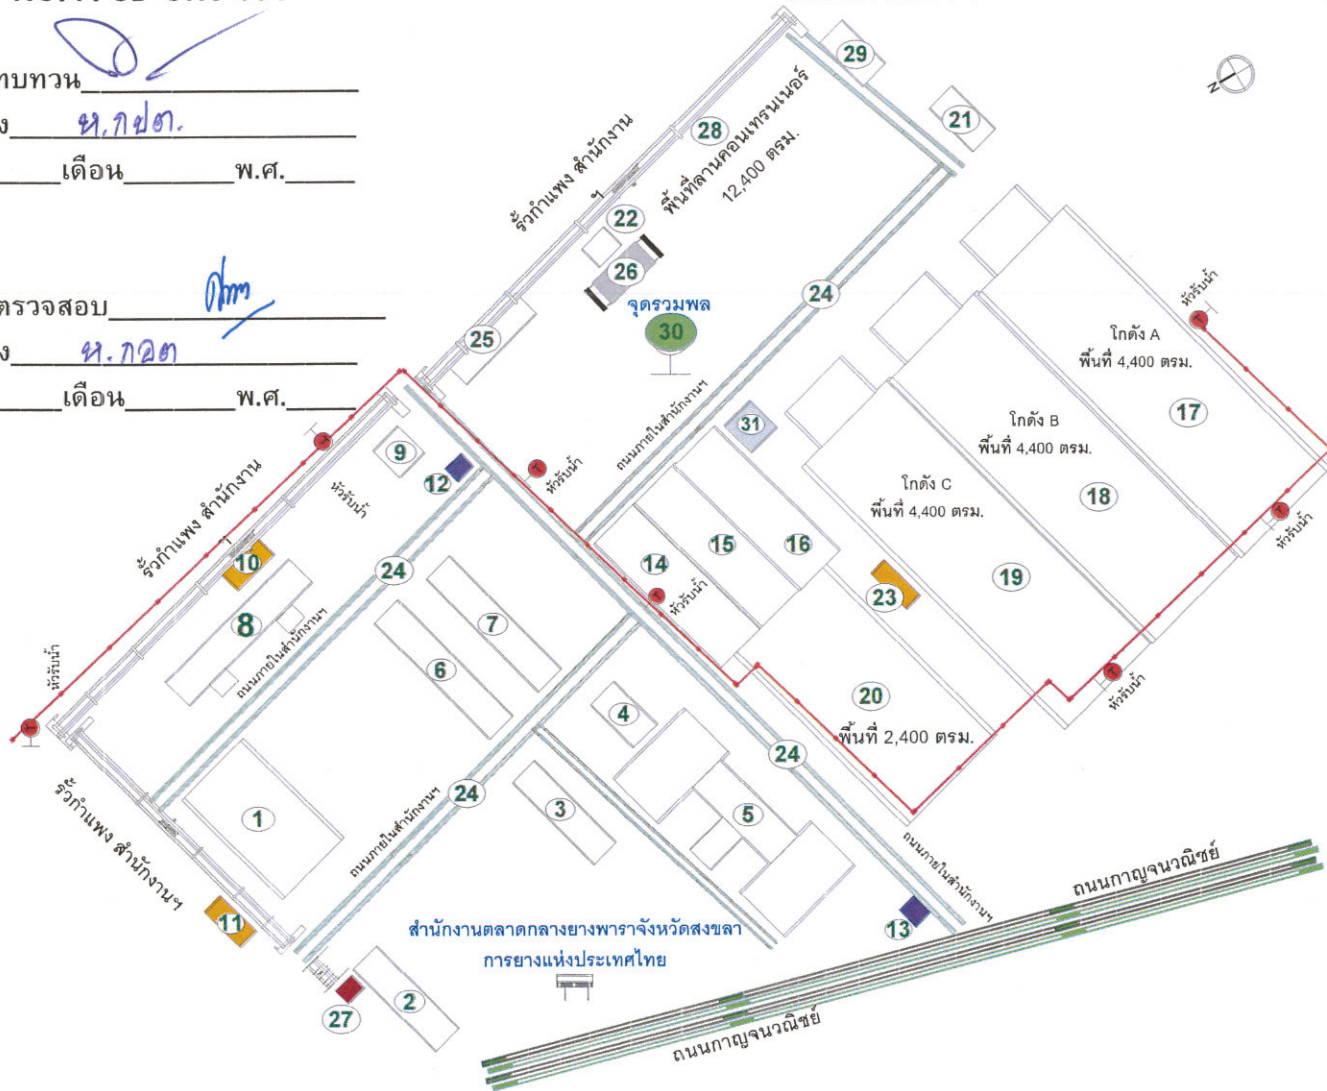 ทบทวน
ง ห.กปต.
เดือน พ.ศ.
ตรวจสอบ
ง ห.กอต
เดือน พ.ศ.
N
29
21
28
รั้วกำแพง สำนักงาน ฯ
พื้นที่ลานคอนเทรนเนอร์
12,400 ตรม.
22
26
24
จุดรวมพล
30
25
หัวรับน้ำ
โกดัง A
พื้นที่ 4,400 ตรม.
17
โกดัง B
พื้นที่ 4,400 ตรม.
18
โกดัง C
พื้นที่ 4,400 ตรม.
19
ถนนภายในสำนักงานฯ
31
9
12
หัวรับน้ำ
หัวรับน้ำ
รั้วกำแพง สำนักงาน ฯ
10
24
14
15
16
หัวรับน้ำ
23
หัวรับน้ำ
8
ถนนภายในสำนักงานฯ
7
6
หัวรับน้ำ
หัวรับน้ำ
20
พื้นที่ 2,400 ตรม.
4
24
24
3
5
1
ถนนภายในสำนักงานฯ
รั้วกำแพง สำนักงานฯ
11
ถนนภายในสำนักงานฯ
13
ถนนกาญจนวณิชย์
สำนักงานตลาดกลางยางพาราจังหวัดสงขลา
การยางแห่งประเทศไทย
27
2
ถนนกาญจนวณิชย์